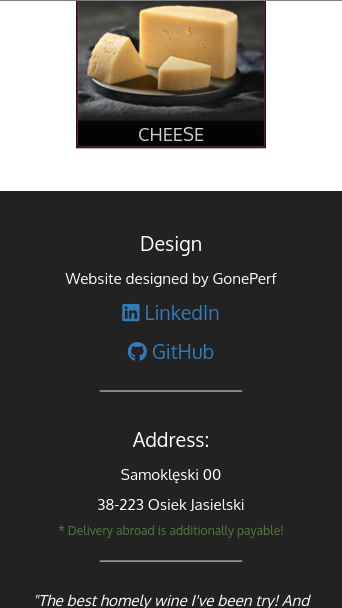 CHEESE
Design
Website designed by GonePerf
LinkedIn
GitHub
Address:
Samoklęski 00
38-223 Osiek Jasielski
* Delivery abroad is additionally payable!
"The best homely wine I've been try! And